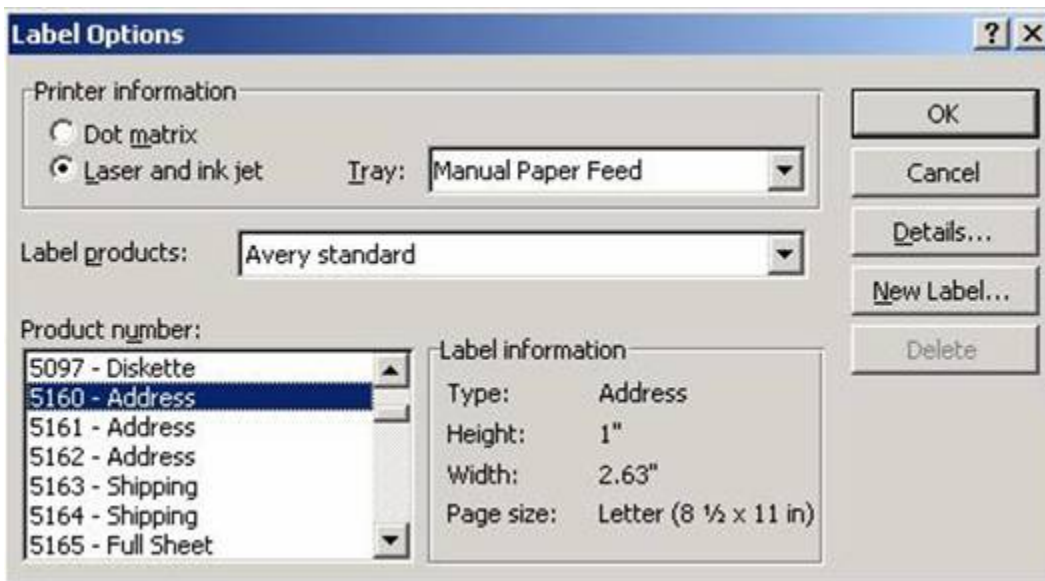 Label Options
Printer information
Dot matrix
Laser and ink jet
Tray: Manual Paper Feed
Label products: Avery standard
Product number:
5097 - Diskette
5160 - Address
5161 - Address
5162 - Address
5163 - Shipping
5164 - Shipping
5165 - Full Sheet
Label information
Type: Address
Height: 1"
Width: 2.63"
Page size: Letter (8 ½ x 11 in)
OK
Cancel
Details...
New Label...
Delete